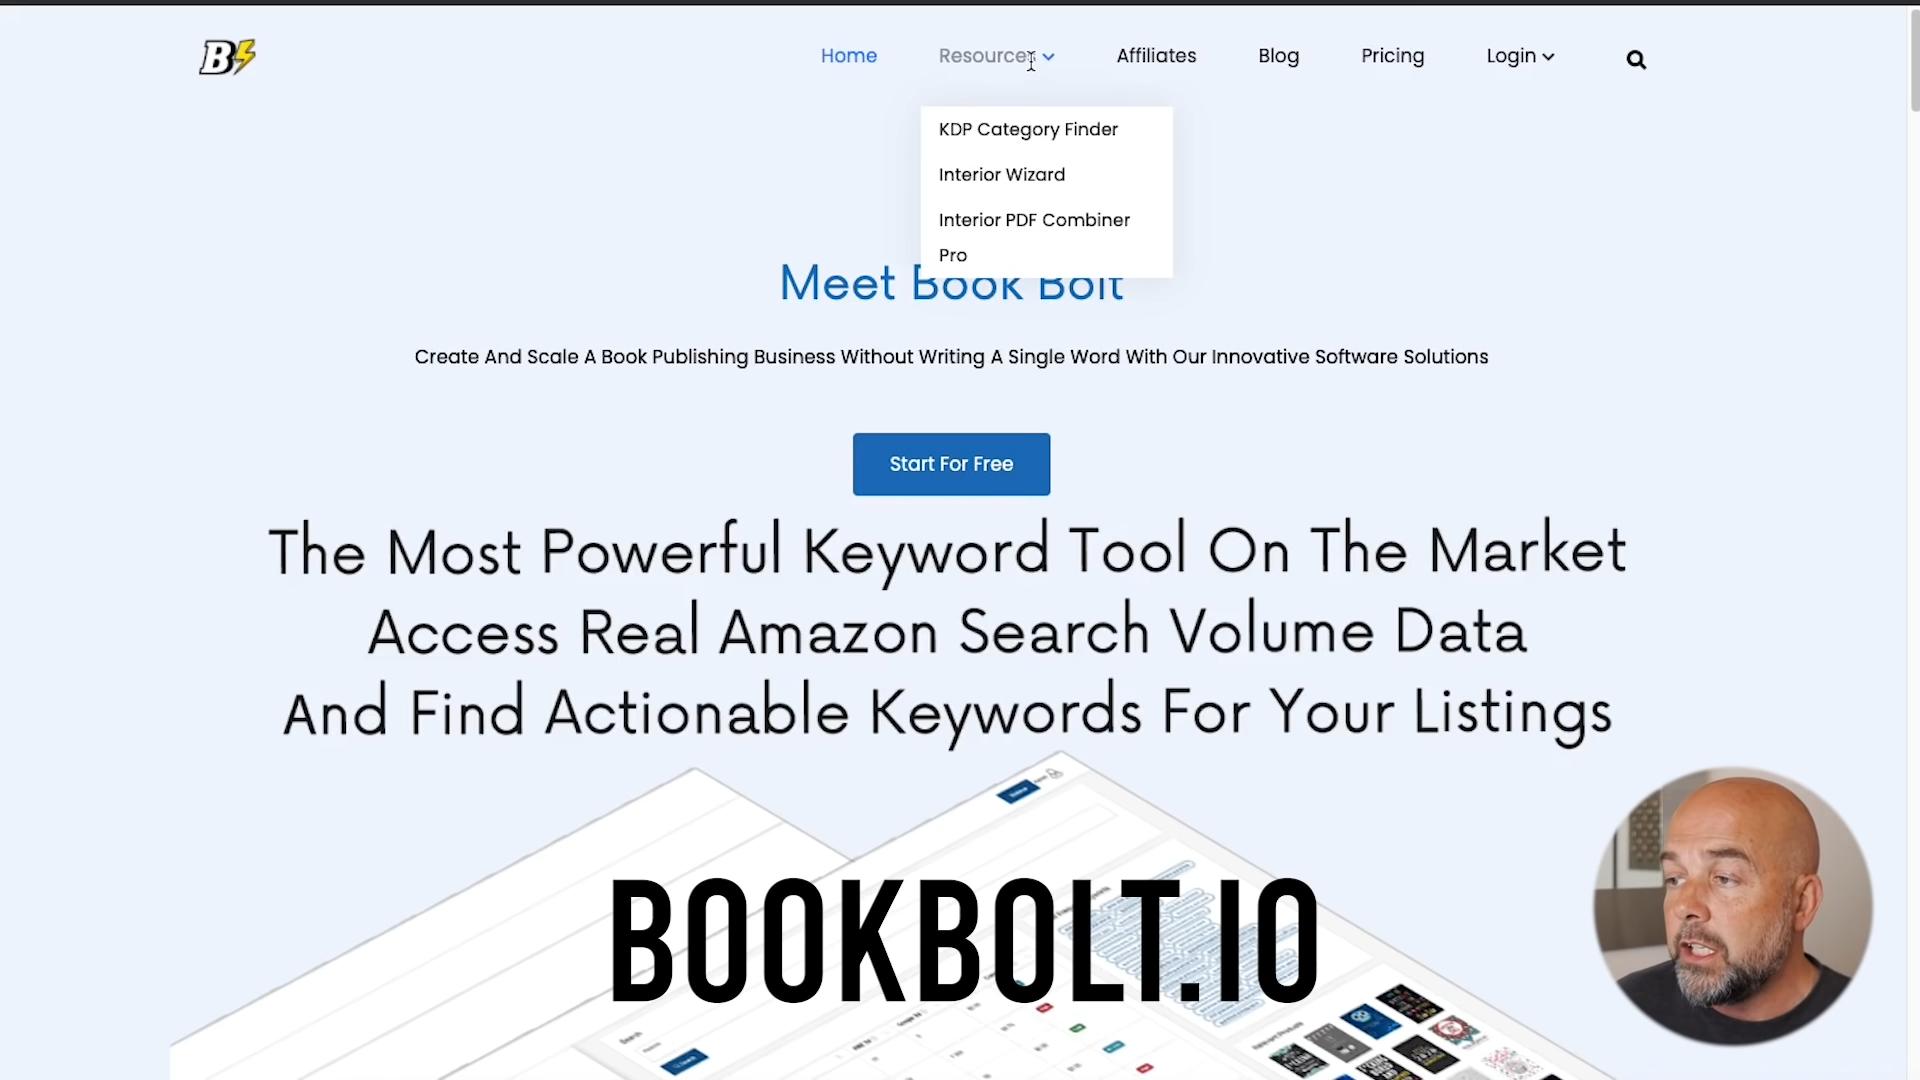 B
Home Resources Affiliates Blog Pricing Login
KDP Category Finder
Interior Wizard
Interior PDF Combiner
Pro
Meet Book Bolt
Create And Scale A Book Publishing Business Without Writing A Single Word With Our Innovative Software Solutions
Start For Free
The Most Powerful Keyword Tool On The Market
Access Real Amazon Search Volume Data
And Find Actionable Keywords For Your Listings
BOOKBOLT.IO
Search